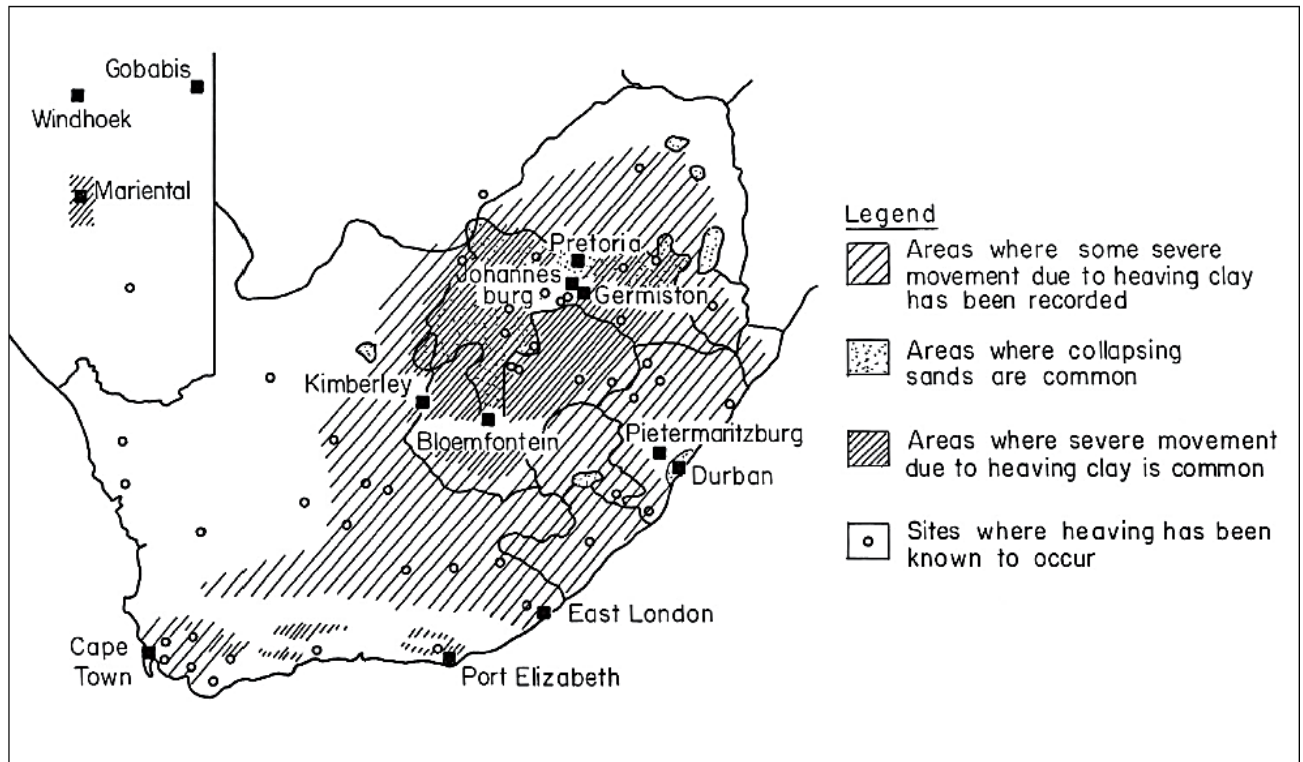 Gobabis
Windhoek
Mariental
Pretoria
Johannes
burg
Germiston
Kimberley
Bloemfontein
Pietermaritzburg
Durban
East London
Cape
Town
Port Elizabeth
Legend
Areas where some severe
movement due to heaving clay
has been recorded
Areas where collapsing
sands are common
Areas where severe movement
due to heaving clay is common
Sites where heaving has been
known to occur